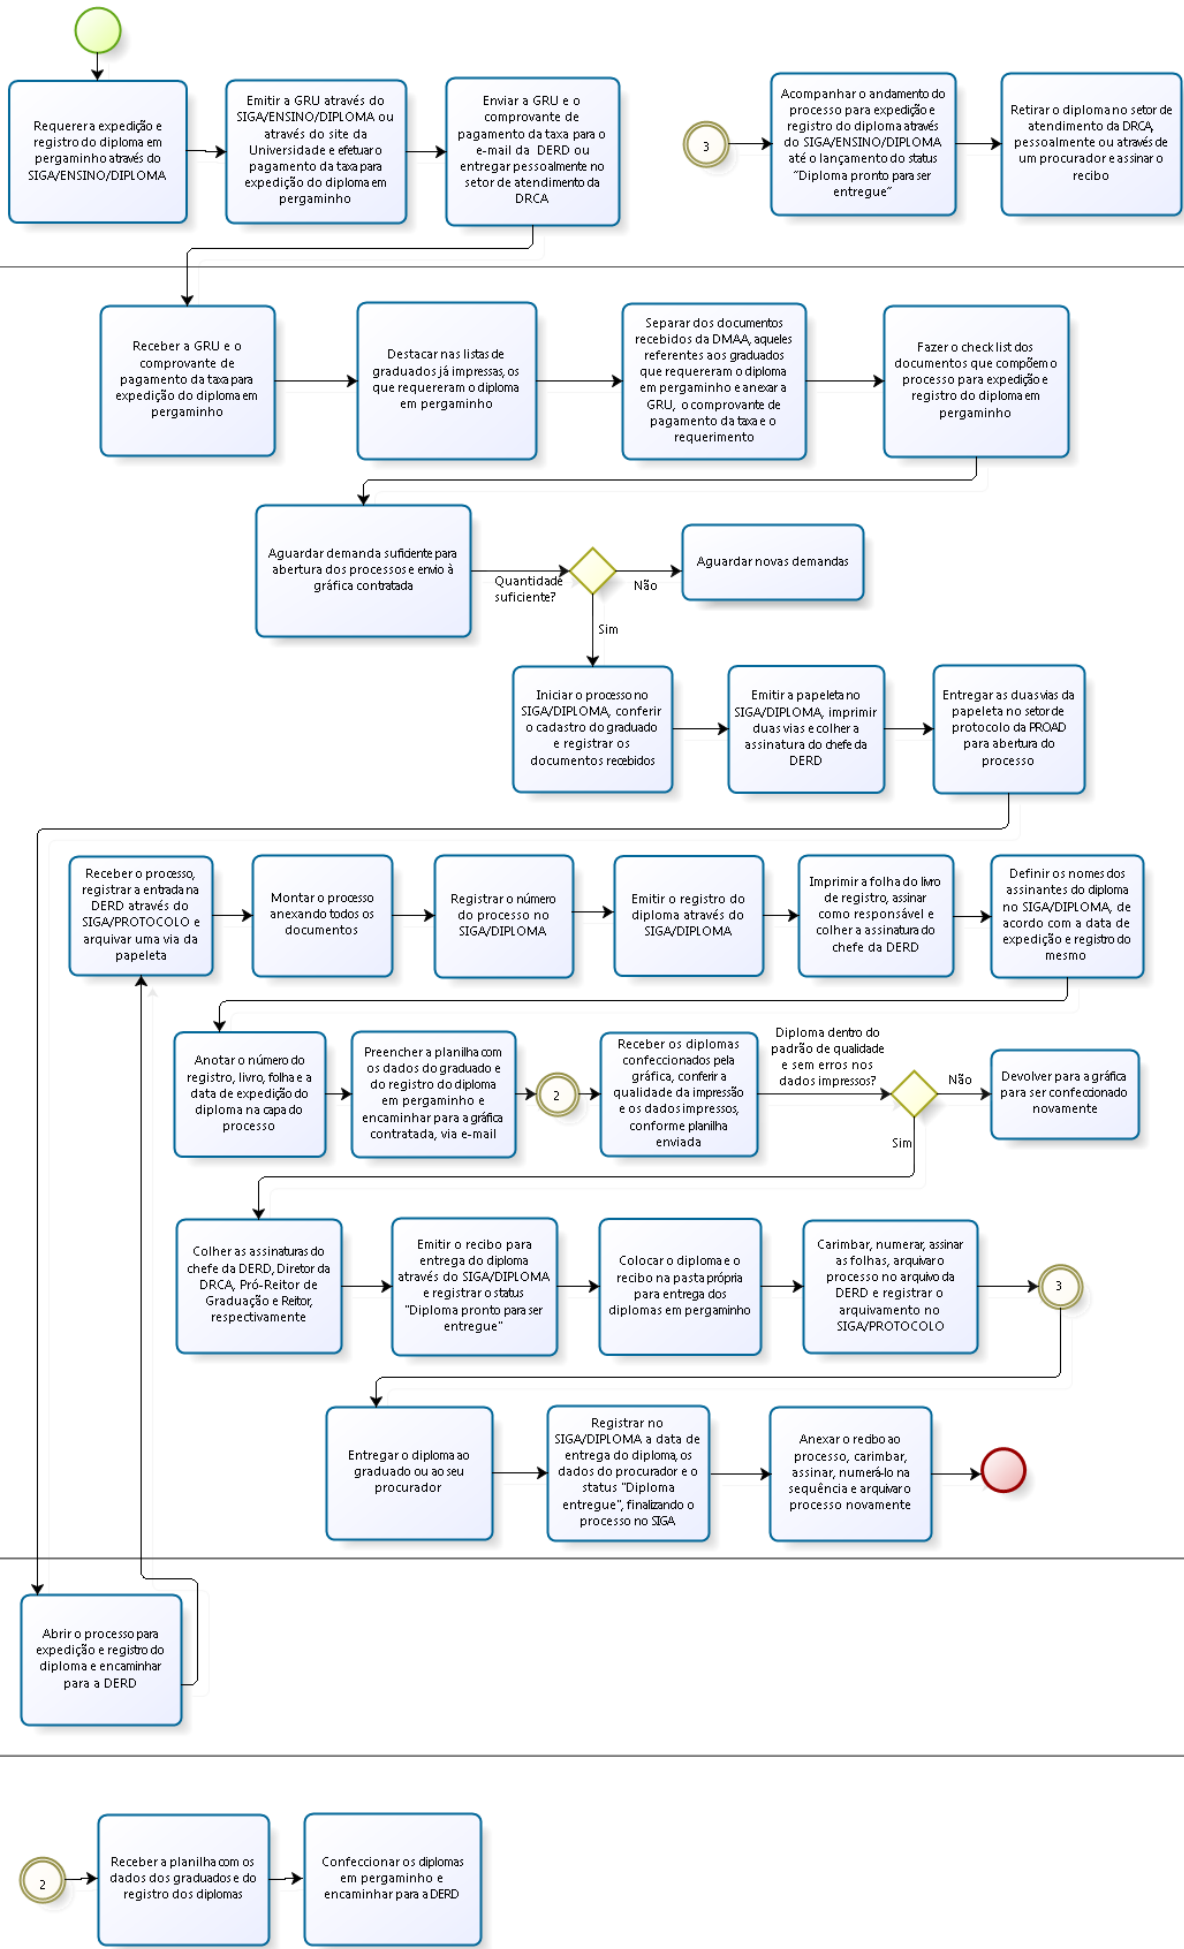 Requerer a expedição e
registro do diploma em
pergaminho através do
SIGA/ENSINO/DIPLOMA
Emitir a GRU através do
SIGA/ENSINO/DIPLOMA ou
através do site da
Universidade e efetuar o
pagamento da taxa para
expedição do diploma em
pergaminho
Enviar a GRU e o
comprovante de
pagamento da taxa para o
e-mail da DERD ou
entregar pessoalmente no
setor de atendimento da
DRCA
3
Acompanhar o andamento do
processo para expedição e
registro do diploma através
do SIGA/ENSINO/DIPLOMA
até o lançamento do status
"Diploma pronto para ser
entregue"
Retirar o diploma no setor de
atendimento da DRCA,
pessoalmente ou através de
um procurador e assinar o
recibo
Receber a GRU e o
comprovante de
pagamento da taxa para
expedição do diploma em
pergaminho
Destacar nas listas de
graduados já impressas, os
que requereram o diploma
em pergaminho
Separar dos documentos
recebidos da DMAA, aqueles
referentes aos graduados
que requereram o diploma
em pergaminho e anexar a
GRU, o comprovante de
pagamento da taxa e o
requerimento
Fazer o check list dos
documentos que compõem o
processo para expedição e
registro do diploma em
pergaminho
Aguardar demanda suficiente para
abertura dos processos e envio à
gráfica contratada
Quantidade
suficiente?
Não
Aguardar novas demandas
Sim
Iniciar o processo no
SIGA/DIPLOMA, conferir
o cadastro do graduado
e registrar os
documentos recebidos
Emitir a papeleta no
SIGA/DIPLOMA, imprimir
duas vias e colher a
assinatura do chefe da
DERD
Entregar as duas vias da
papeleta no setor de
protocolo da PROAD
para abertura do
processo
Receber o processo,
registrar a entrada na
DERD através do
SIGA/PROTOCOLO e
arquivar uma via da
papeleta
Montar o processo
anexando todos os
documentos
Registrar o número
do processo no
SIGA/DIPLOMA
Emitir o registro do
diploma através do
SIGA/DIPLOMA
Imprimir a folha do livro
de registro, assinar
como responsável e
colher a assinatura do
chefe da DERD
Definir os nomes dos
assinantes do diploma
no SIGA/DIPLOMA, de
acordo com a data de
expedição e registro do
mesmo
Anotar o número do
registro, livro, folha e a
data de expedição do
diploma na capa do
processo
Preencher a planilha com
os dados do graduado e
do registro do diploma
em pergaminho e
encaminhar para a gráfica
contratada, via e-mail
2
Receber os diplomas
confeccionados pela
gráfica, conferir a
qualidade da impressão
e os dados impressos,
conforme planilha
enviada
Diploma dentro do
padrão de qualidade
e sem erros nos
dados impressos?
Não
Devolver para a gráfica
para ser confeccionado
novamente
Sim
Colher as assinaturas do
chefe da DERD, Diretor da
DRCA, Pró-Reitor de
Graduação e Reitor,
respectivamente
Emitir o recibo para
entrega do diploma
através do SIGA/DIPLOMA
e registrar o status
"Diploma pronto para ser
entregue"
Colocar o diploma e o
recibo na pasta própria
para entrega dos
diplomas em pergaminho
Carimbar, numerar, assinar
as folhas, arquivar o
processo no arquivo da
DERD e registrar o
arquivamento no
SIGA/PROTOCOLO
3
Entregar o diploma ao
graduado ou ao seu
procurador
Registrar no
SIGA/DIPLOMA a data de
entrega do diploma, os
dados do procurador e o
status "Diploma
entregue", finalizando o
processo no SIGA
Anexar o recibo ao
processo, carimbar,
assinar, numerá-lo na
sequência e arquivar o
processo novamente
Abrir o processo para
expedição e registro do
diploma e encaminhar
para a DERD
2
Receber a planilha com os
dados dos graduados e do
registro dos diplomas
Confeccionar os diplomas
em pergaminho e
encaminhar para a DERD